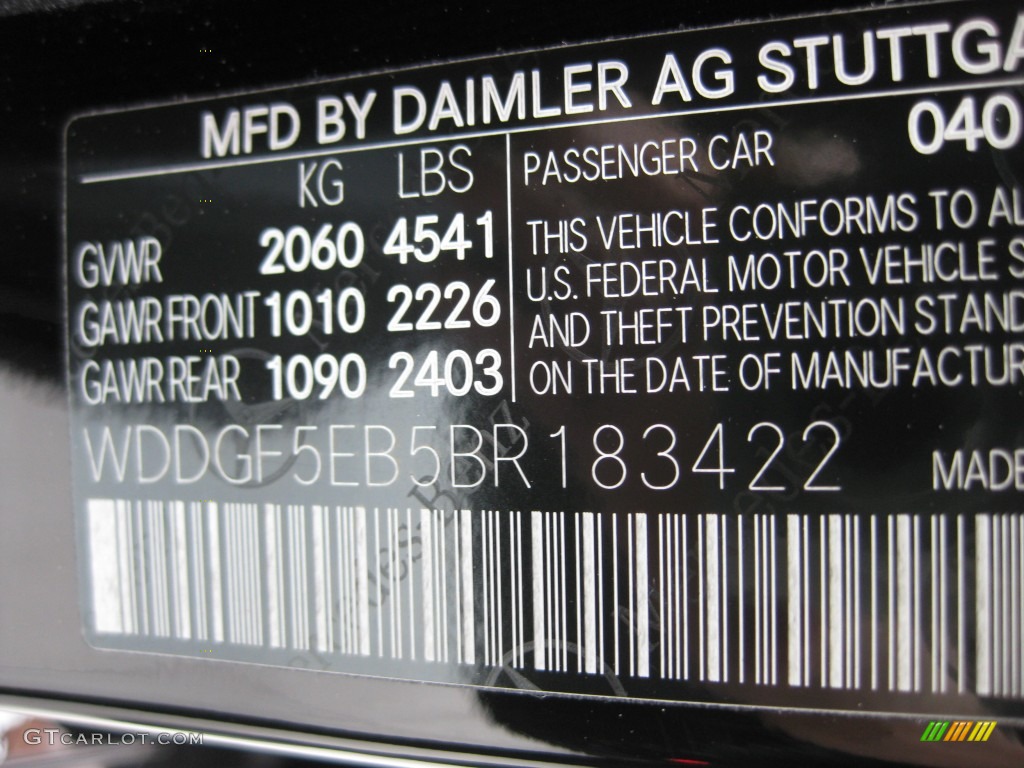 MFD BY DAIMLER AG STUTTGA
KG LBS
GVWR 2060 4541
GAWR FRONT 1010 2226
GAWR REAR 1090 2403
PASSENGER CAR 040
THIS VEHICLE CONFORMS TO AL
U.S. FEDERAL MOTOR VEHICLE S
AND THEFT PREVENTION STAND
ON THE DATE OF MANUFACTUR
WDDGF5EB5BR183422 MADE
GTCARLOT.COM